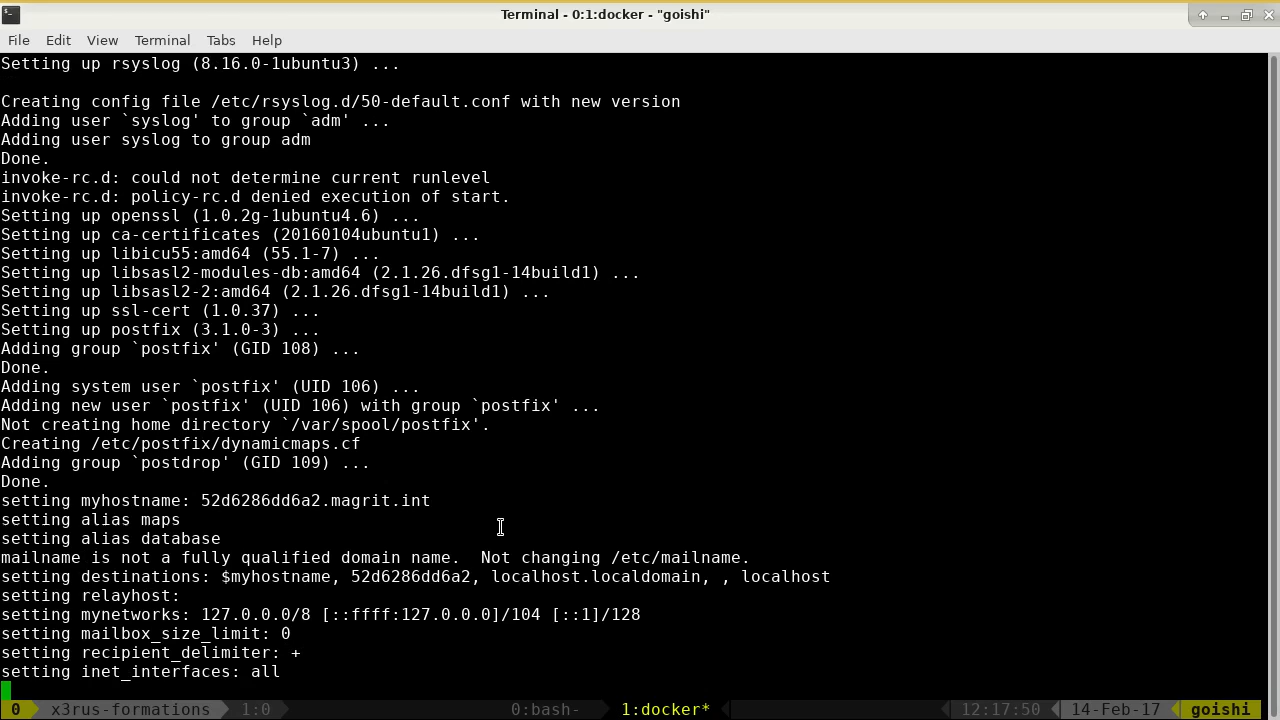 Terminal - 0:1:docker - "goishi"
File Edit View Terminal Tabs Help
Setting up rsyslog (8.16.0-1ubuntu3) ...
Creating config file /etc/rsyslog.d/50-default.conf with new version
Adding user `syslog' to group `adm' ...
Adding user syslog to group adm
Done.
invoke-rc.d: could not determine current runlevel
invoke-rc.d: policy-rc.d denied execution of start.
Setting up openssl (1.0.2g-1ubuntu4.6) ...
Setting up ca-certificates (20160104ubuntu1) ...
Setting up libicu55:amd64 (55.1-7) ...
Setting up libsasl2-modules-db:amd64 (2.1.26.dfsg1-14build1) ...
Setting up libsasl2-2:amd64 (2.1.26.dfsg1-14build1) ...
Setting up ssl-cert (1.0.37) ...
Setting up postfix (3.1.0-3) ...
Adding group `postfix' (GID 108) ...
Done.
Adding system user `postfix' (UID 106) ...
Adding new user `postfix' (UID 106) with group `postfix' ...
Not creating home directory `/var/spool/postfix'.
Creating /etc/postfix/dynamicmaps.cf
Adding group `postdrop' (GID 109) ...
Done.
setting myhostname: 52d6286dd6a2.magrit.int
setting alias maps
setting alias database
mailname is not a fully qualified domain name.  Not changing /etc/mailname.
setting destinations: $myhostname, 52d6286dd6a2, localhost.localdomain, , localhost
setting relayhost:
setting mynetworks: 127.0.0.0/8 [::ffff:127.0.0.0]/104 [::1]/128
setting mailbox_size_limit: 0
setting recipient_delimiter: +
setting inet_interfaces: all
0 x3rus-formations 1:0 0:bash- 1:docker* 12:17:50 14-Feb-17 goishi